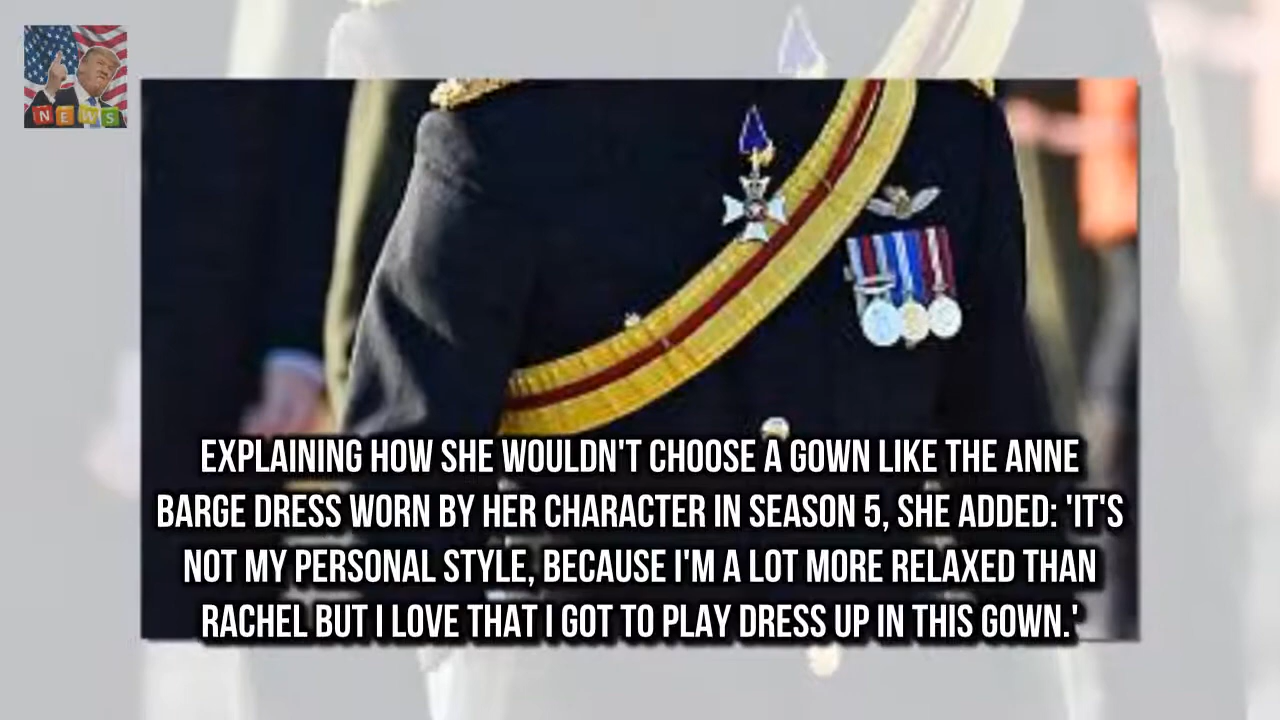 NEWS
EXPLAINING HOW SHE WOULDN'T CHOOSE A GOWN LIKE THE ANNE
BARGE DRESS WORN BY HER CHARACTER IN SEASON 5, SHE ADDED: 'IT'S
NOT MY PERSONAL STYLE, BECAUSE I'M A LOT MORE RELAXED THAN
RACHEL BUT I LOVE THAT I GOT TO PLAY DRESS UP IN THIS GOWN.'